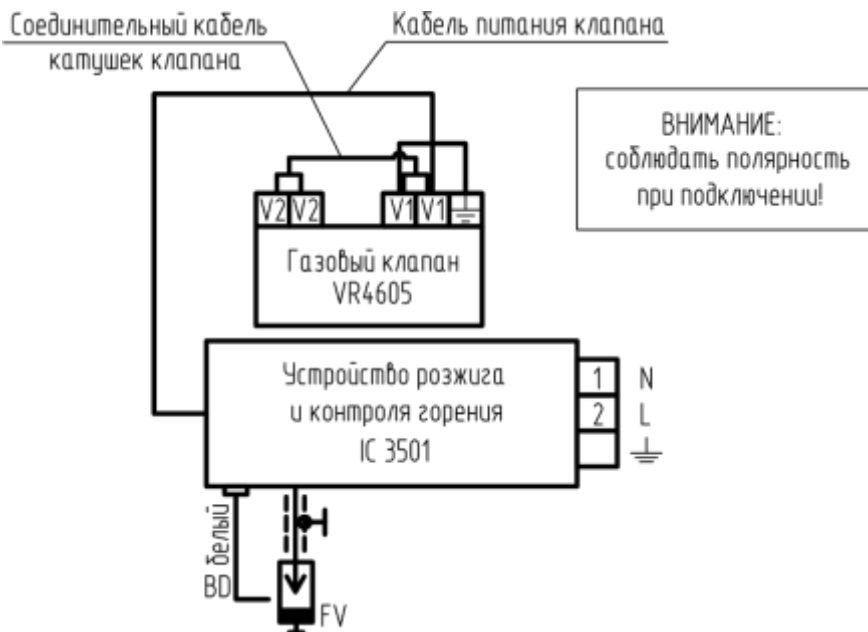 Соединительный кабель
катушек клапана
Кабель питания клапана
ВНИМАНИЕ:
соблюдать полярность
при подключении!
V2 V2 V1 V1
Газовый клапан
VR4605
Устройство розжига
и контроля горения
IC 3501
1 N
2 L
белый
BD
FV